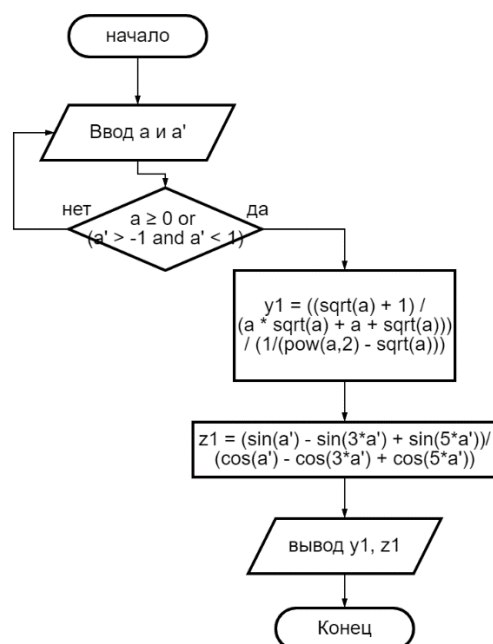 начало
Ввод a и a'
нет
да
a ≥ 0 or
(a' > -1 and a' < 1)
y1 = ((sqrt(a) + 1) /
(a * sqrt(a) + a + sqrt(a)))
/ (1/(pow(a,2) - sqrt(a)))
z1 = (sin(a') - sin(3*a') + sin(5*a'))/
(cos(a') - cos(3*a') + cos(5*a'))
вывод y1, z1
Конец